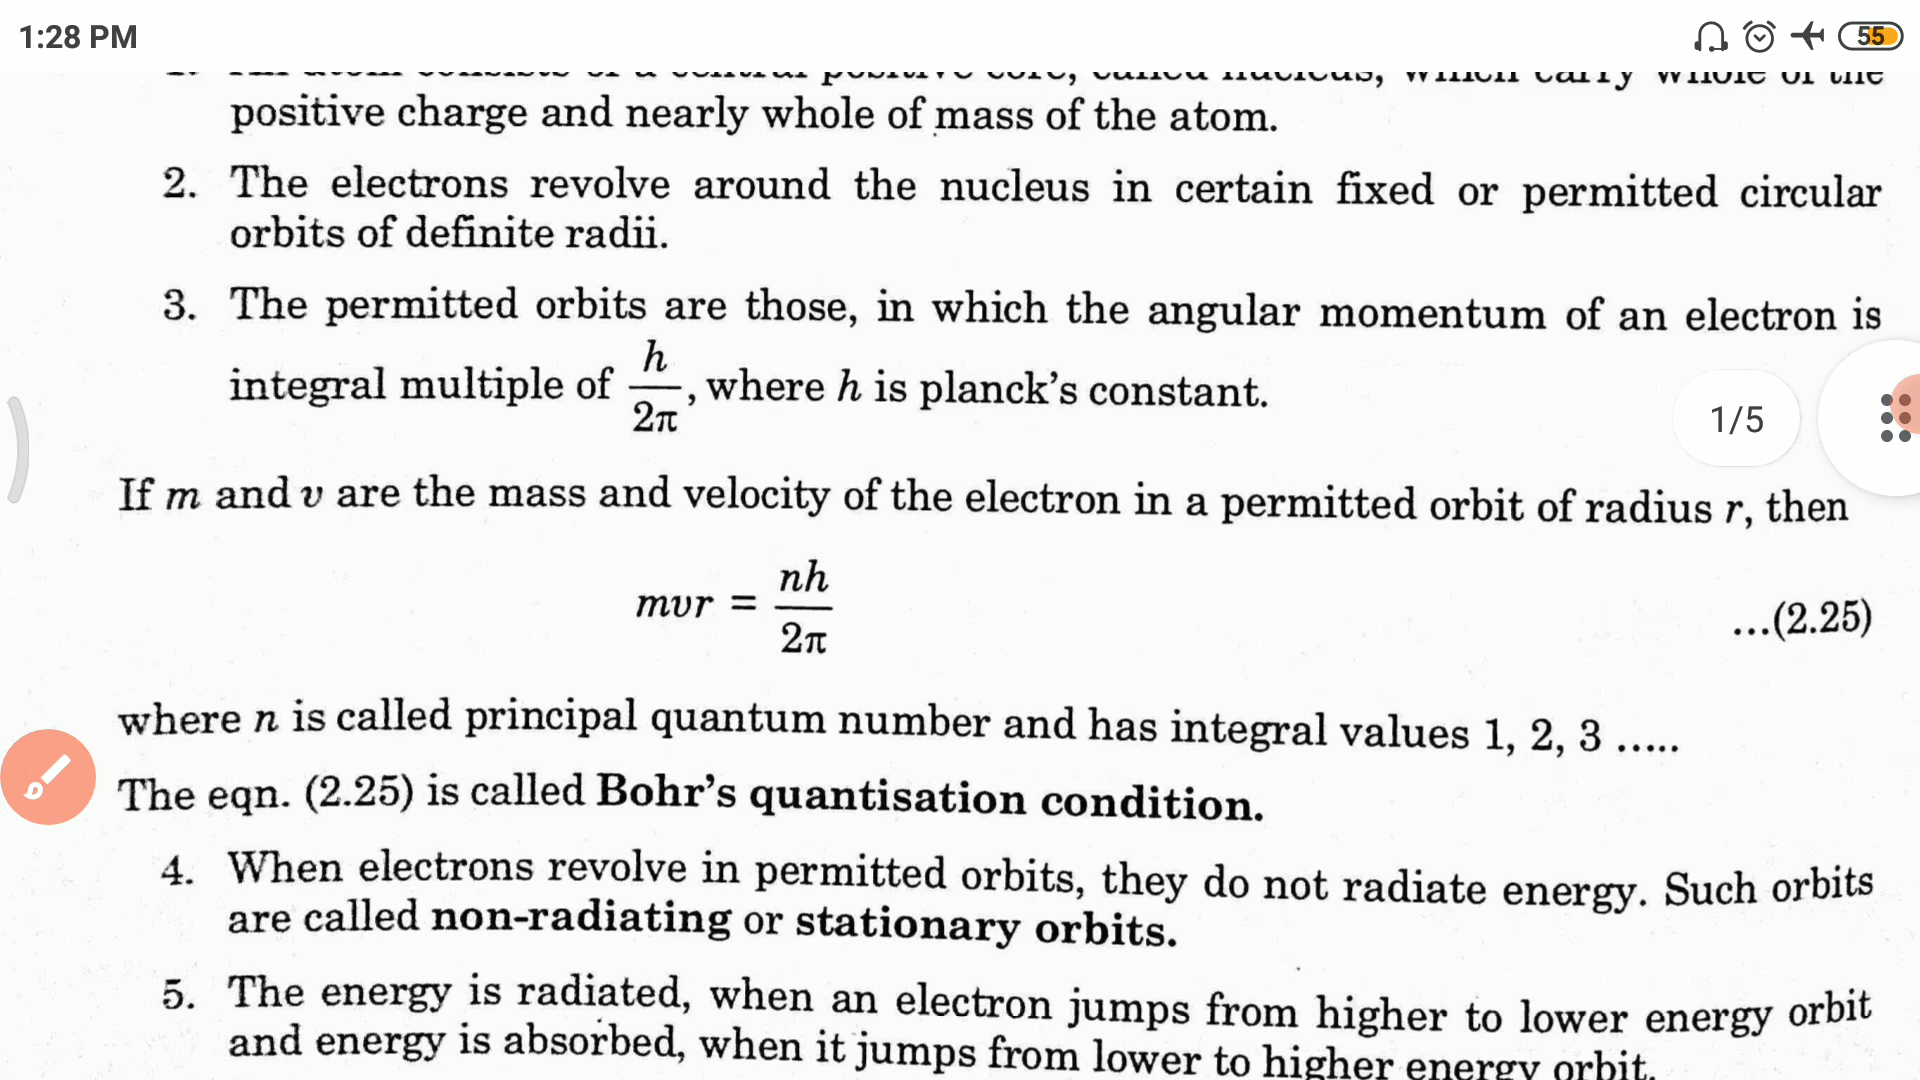 1:28 PM
55
positive charge and nearly whole of mass of the atom.
2. The electrons revolve around the nucleus in certain fixed or permitted circular
orbits of definite radii.
3. The permitted orbits are those, in which the angular momentum of an electron is
integral multiple of h/2π, where h is planck's constant.
1/5
If m and v are the mass and velocity of the electron in a permitted orbit of radius r, then
mvr = nh/2π ...(2.25)
where n is called principal quantum number and has integral values 1, 2, 3 .....
The eqn. (2.25) is called Bohr's quantisation condition.
4. When electrons revolve in permitted orbits, they do not radiate energy. Such orbits
are called non-radiating or stationary orbits.
5. The energy is radiated, when an electron jumps from higher to lower energy orbit
and energy is absorbed, when it jumps from lower to higher energy orbit.